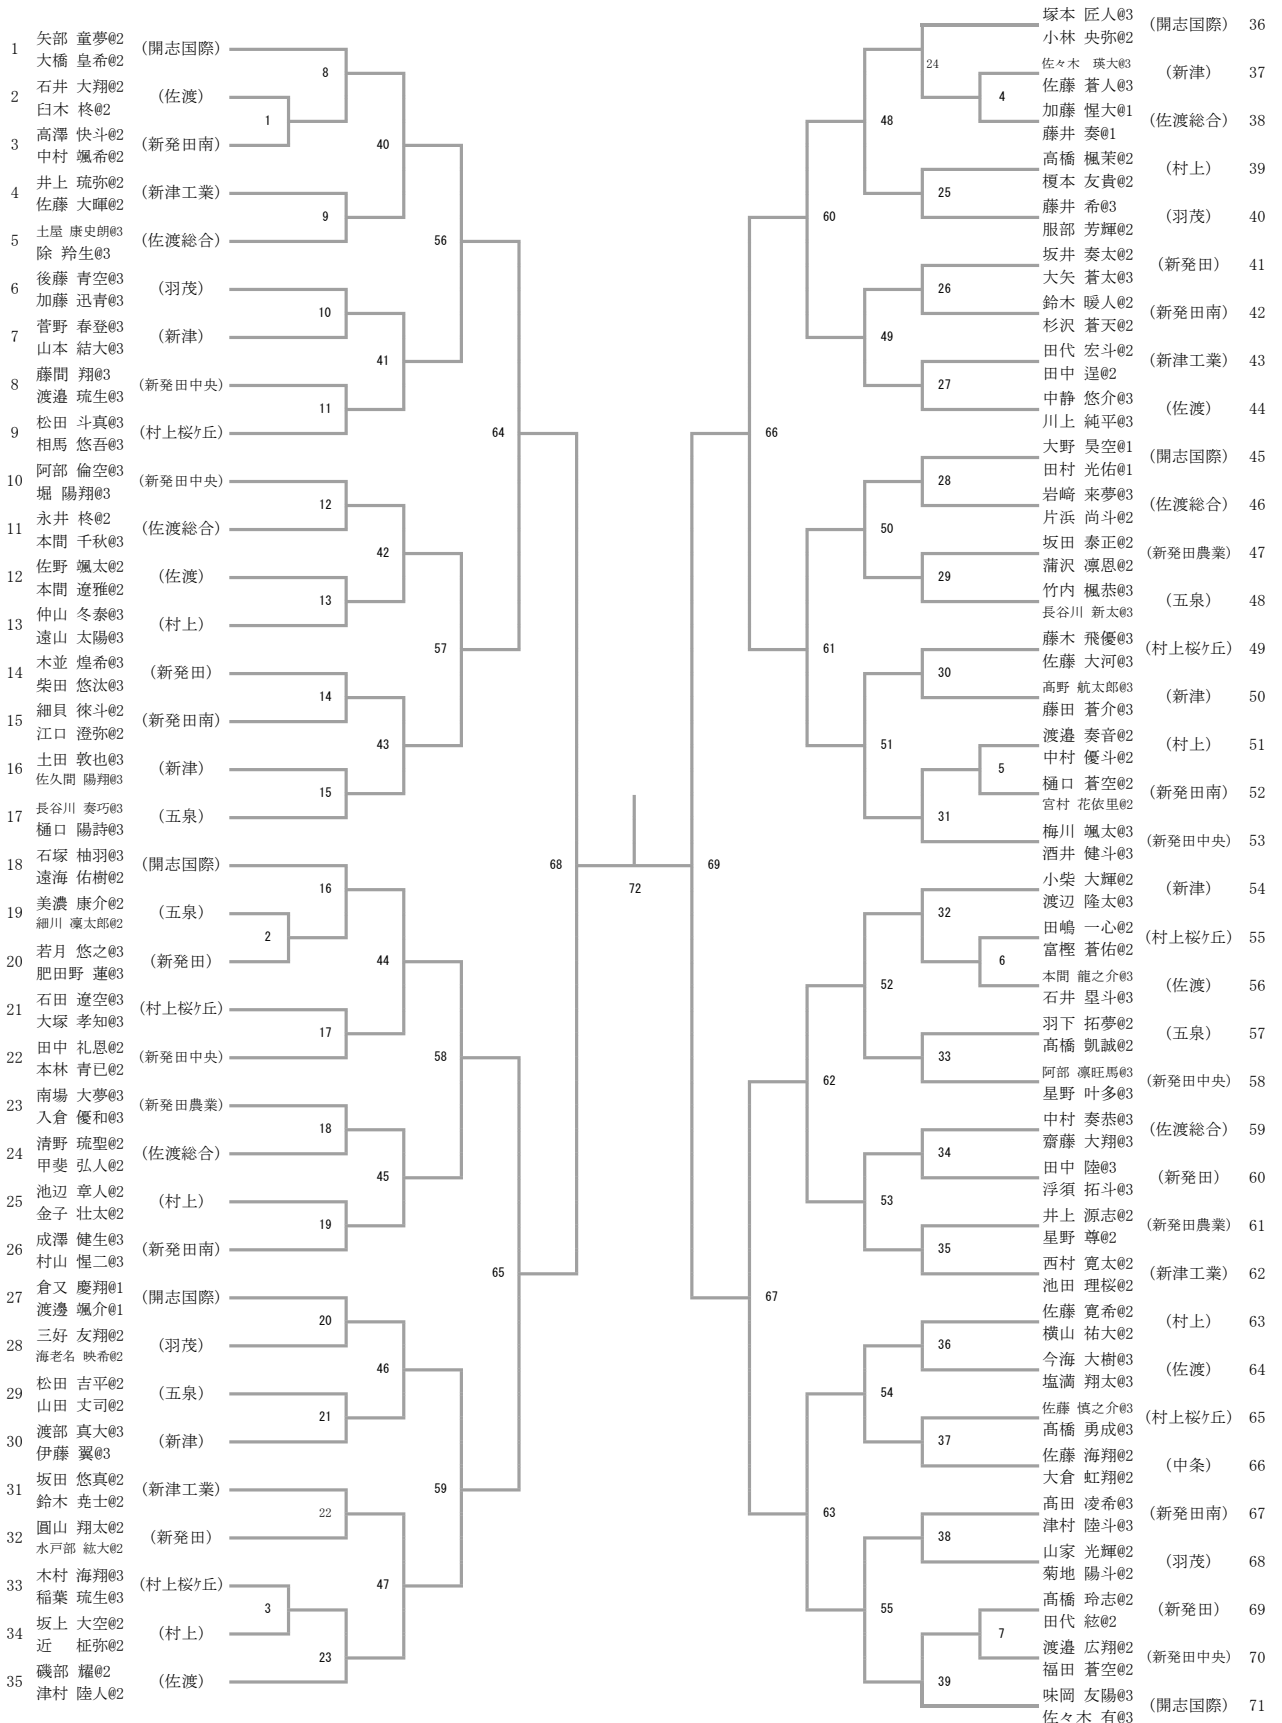 1 矢部 童夢@2 (開志国際)
大橋 皇希@2
2 石井 大翔@2 (佐渡)
臼木 柊@2
3 高澤 快斗@2 (新発田南)
中村 颯希@2
4 井上 琉弥@2 (新津工業)
佐藤 大暉@2
5 土屋 康史朗@3 (佐渡総合)
除 羚生@3
6 後藤 青空@3 (羽茂)
加藤 迅青@3
7 菅野 春登@3 (新津)
山本 結大@3
8 藤間 翔@3 (新発田中央)
渡邉 琉生@3
9 松田 斗真@3 (村上桜ケ丘)
相馬 悠吾@3
10 阿部 倫空@3 (新発田中央)
堀 陽翔@3
11 永井 柊@2 (佐渡総合)
本間 千秋@3
12 佐野 颯太@2 (佐渡)
本間 遼雅@2
13 仲山 冬泰@3 (村上)
遠山 太陽@3
14 木並 煌希@3 (新発田)
柴田 悠汰@3
15 細貝 徠斗@2 (新発田南)
江口 澄弥@2
16 土田 敦也@3 (新津)
佐久間 陽翔@3
17 長谷川 奏巧@3 (五泉)
樋口 陽詩@3
18 石塚 柚羽@3 (開志国際)
遠海 佑樹@2
19 美濃 康介@2 (五泉)
細川 凜太郎@2
20 若月 悠之@3 (新発田)
肥田野 蓮@3
21 石田 遼空@3 (村上桜ケ丘)
大塚 孝知@3
22 田中 礼恩@2 (新発田中央)
本林 青已@2
23 南場 大夢@3 (新発田農業)
入倉 優和@3
24 清野 琉聖@2 (佐渡総合)
甲斐 弘人@2
25 池辺 章人@2 (村上)
金子 壮太@2
26 成澤 健生@3 (新発田南)
村山 惺二@3
27 倉又 慶翔@1 (開志国際)
渡邊 颯介@1
28 三好 友翔@2 (羽茂)
海老名 映希@2
29 松田 吉平@2 (五泉)
山田 丈司@2
30 渡部 真大@3 (新津)
伊藤 翼@3
31 坂田 悠真@2 (新津工業)
鈴木 尭士@2
32 圓山 翔太@2 (新発田)
水戸部 紘大@2
33 木村 海翔@3 (村上桜ケ丘)
稲葉 琉生@3
34 坂上 大空@2 (村上)
近 柾弥@2
35 磯部 耀@2 (佐渡)
津村 陸人@2
1
2
3
8
9
10
11
12
13
14
15
16
17
18
19
20
21
22
23
40
41
42
43
44
45
46
47
56
57
58
59
64
65
68
72
69
66
67
60
61
62
63
48
49
50
51
52
53
54
55
24
25
26
27
28
29
30
31
32
33
34
35
36
37
38
39
4
5
6
7
塚本 匠人@3 (開志国際) 36
小林 央弥@2
佐々木 瑛大@3 (新津) 37
佐藤 蒼人@3
加藤 惺大@1 (佐渡総合) 38
藤井 奏@1
高橋 楓茉@2 (村上) 39
榎本 友貴@2
藤井 希@3 (羽茂) 40
服部 芳輝@2
坂井 奏太@2 (新発田) 41
大矢 蒼太@3
鈴木 暖人@2 (新発田南) 42
杉沢 蒼天@2
田代 宏斗@2 (新津工業) 43
田中 逞@2
中静 悠介@3 (佐渡) 44
川上 純平@3
大野 昊空@1 (開志国際) 45
田村 光佑@1
岩﨑 来夢@3 (佐渡総合) 46
片浜 尚斗@2
坂田 泰正@2 (新発田農業) 47
蒲沢 凛恩@2
竹内 楓恭@3 (五泉) 48
長谷川 新太@3
藤木 飛優@3 (村上桜ケ丘) 49
佐藤 大河@3
髙野 航太郎@3 (新津) 50
藤田 蒼介@3
渡邉 奏音@2 (村上) 51
中村 優斗@2
樋口 蒼空@2 (新発田南) 52
宮村 花依里@2
梅川 颯太@3 (新発田中央) 53
酒井 健斗@3
小柴 大輝@2 (新津) 54
渡辺 隆太@3
田嶋 一心@2 (村上桜ケ丘) 55
富樫 蒼佑@2
本間 龍之介@3 (佐渡) 56
石井 塁斗@3
羽下 拓夢@2 (五泉) 57
髙橋 凱誠@2
阿部 凛旺馬@3 (新発田中央) 58
星野 叶多@3
中村 奏恭@3 (佐渡総合) 59
齋藤 大翔@3
田中 陸@3 (新発田) 60
浮須 拓斗@3
井上 源志@2 (新発田農業) 61
星野 尊@2
西村 寛太@2 (新津工業) 62
池田 理桜@2
佐藤 寛希@2 (村上) 63
横山 祐大@2
今海 大樹@3 (佐渡) 64
塩満 翔太@3
佐藤 慎之介@3 (村上桜ケ丘) 65
髙橋 勇成@3
佐藤 海翔@2 (中条) 66
大倉 虹翔@2
髙田 凌希@3 (新発田南) 67
津村 陸斗@3
山家 光輝@2 (羽茂) 68
菊地 陽斗@2
髙橋 玲志@2 (新発田) 69
田代 絃@2
渡邉 広翔@2 (新発田中央) 70
福田 蒼空@2
味岡 友陽@3 (開志国際) 71
佐々木 有@3